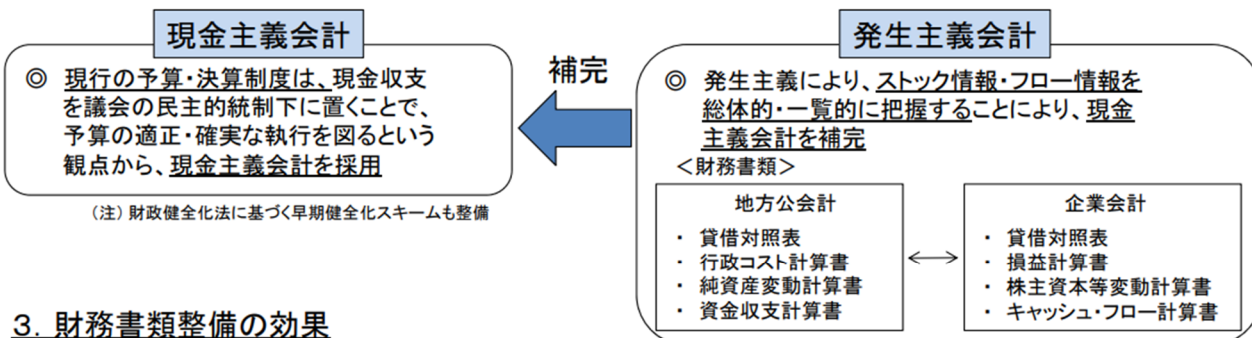 現金主義会計
◎ 現行の予算・決算制度は、現金収支
を議会の民主的統制下に置くことで、
予算の適正・確実な執行を図るという
観点から、現金主義会計を採用
(注) 財政健全化法に基づく早期健全化スキームも整備
補完
発生主義会計
◎ 発生主義により、ストック情報・フロー情報を
総体的・一覧的に把握することにより、現金
主義会計を補完
＜財務書類＞
地方公会計
・ 貸借対照表
・ 行政コスト計算書
・ 純資産変動計算書
・ 資金収支計算書
企業会計
・ 貸借対照表
・ 損益計算書
・ 株主資本等変動計算書
・ キャッシュ・フロー計算書
３．財務書類整備の効果